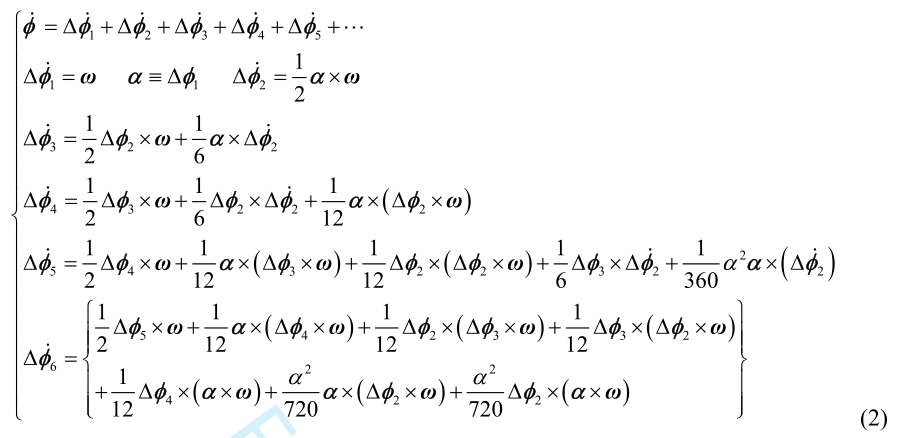 ϕ̇ = Δϕ̇₁ + Δϕ̇₂ + Δϕ̇₃ + Δϕ̇₄ + Δϕ̇₅ + ⋯
Δϕ̇₁ = ω   α ≡ Δϕ₁   Δϕ̇₂ = 1/2 α × ω
Δϕ̇₃ = 1/2 Δϕ₂ × ω + 1/6 α × Δϕ̇₂
Δϕ̇₄ = 1/2 Δϕ₃ × ω + 1/6 Δϕ₂ × Δϕ̇₂ + 1/12 α × (Δϕ₂ × ω)
Δϕ̇₅ = 1/2 Δϕ₄ × ω + 1/12 α × (Δϕ₃ × ω) + 1/12 Δϕ₂ × (Δϕ₂ × ω) + 1/6 Δϕ₃ × Δϕ̇₂ + 1/360 α²α × (Δϕ̇₂)
Δϕ̇₆ = { 1/2 Δϕ₅ × ω + 1/12 α × (Δϕ₄ × ω) + 1/12 Δϕ₂ × (Δϕ₃ × ω) + 1/12 Δϕ₃ × (Δϕ₂ × ω)
+ 1/12 Δϕ₄ × (α × ω) + α²/720 α × (Δϕ₂ × ω) + α²/720 Δϕ₂ × (α × ω) }
(2)